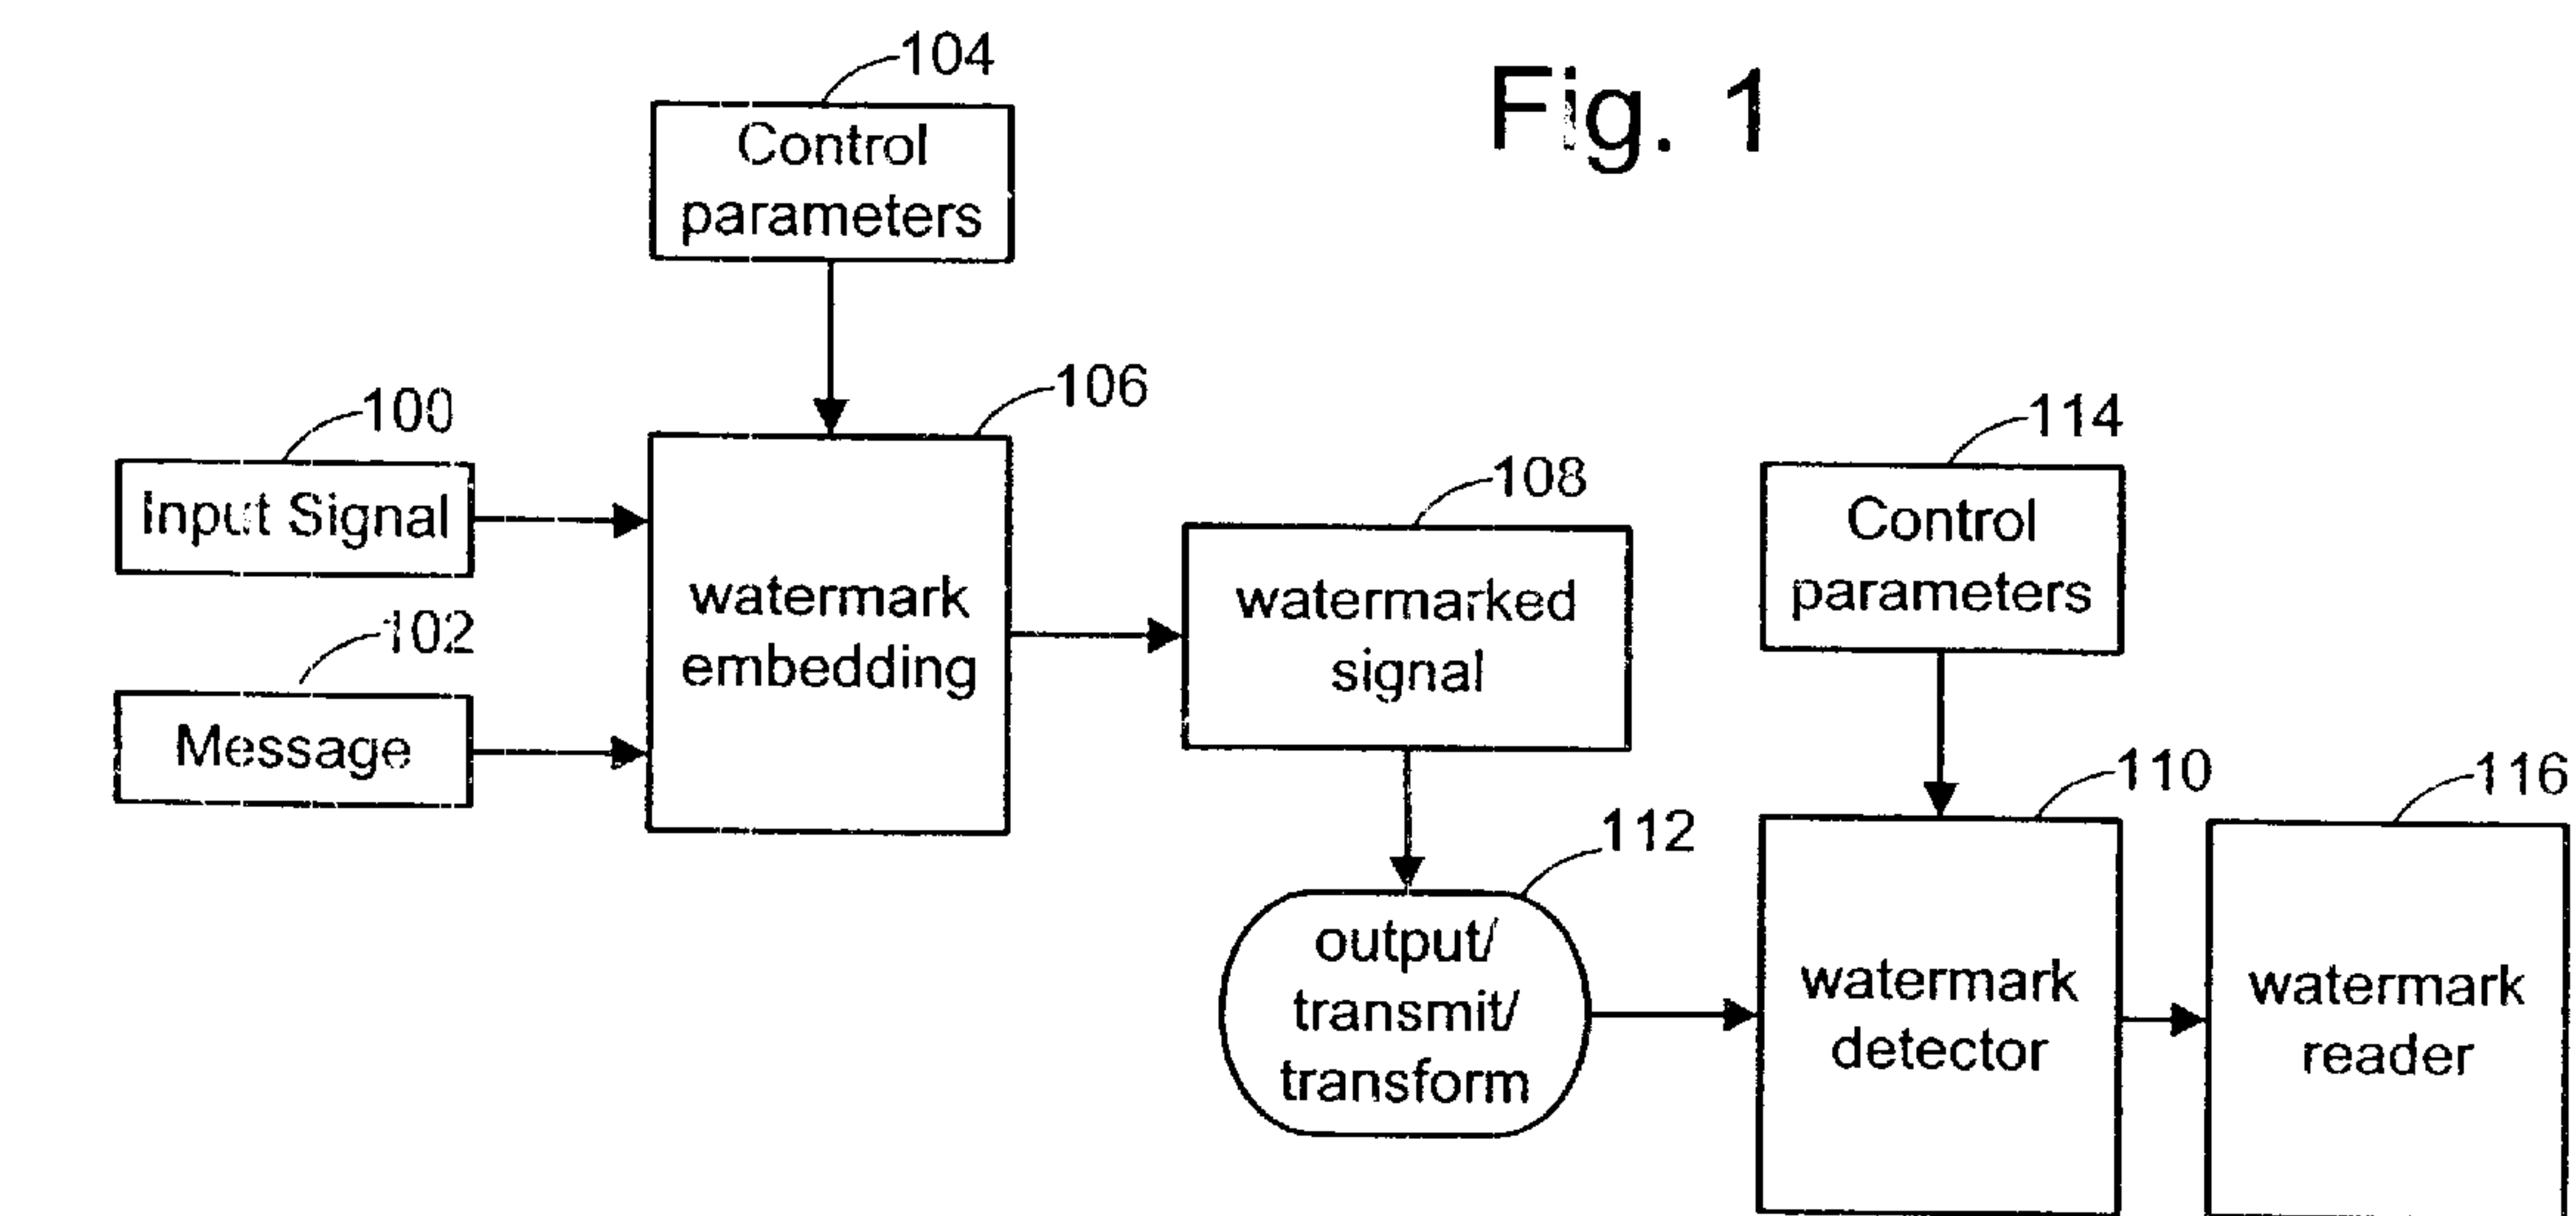 104
Fig. 1
Control
parameters
100
106
Input Signal
102
Message
watermark
embedding
108
watermarked
signal
114
Control
parameters
112
output/
transmit/
transform
110
watermark
detector
116
watermark
reader